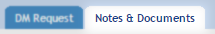 DM Request Notes & Documents